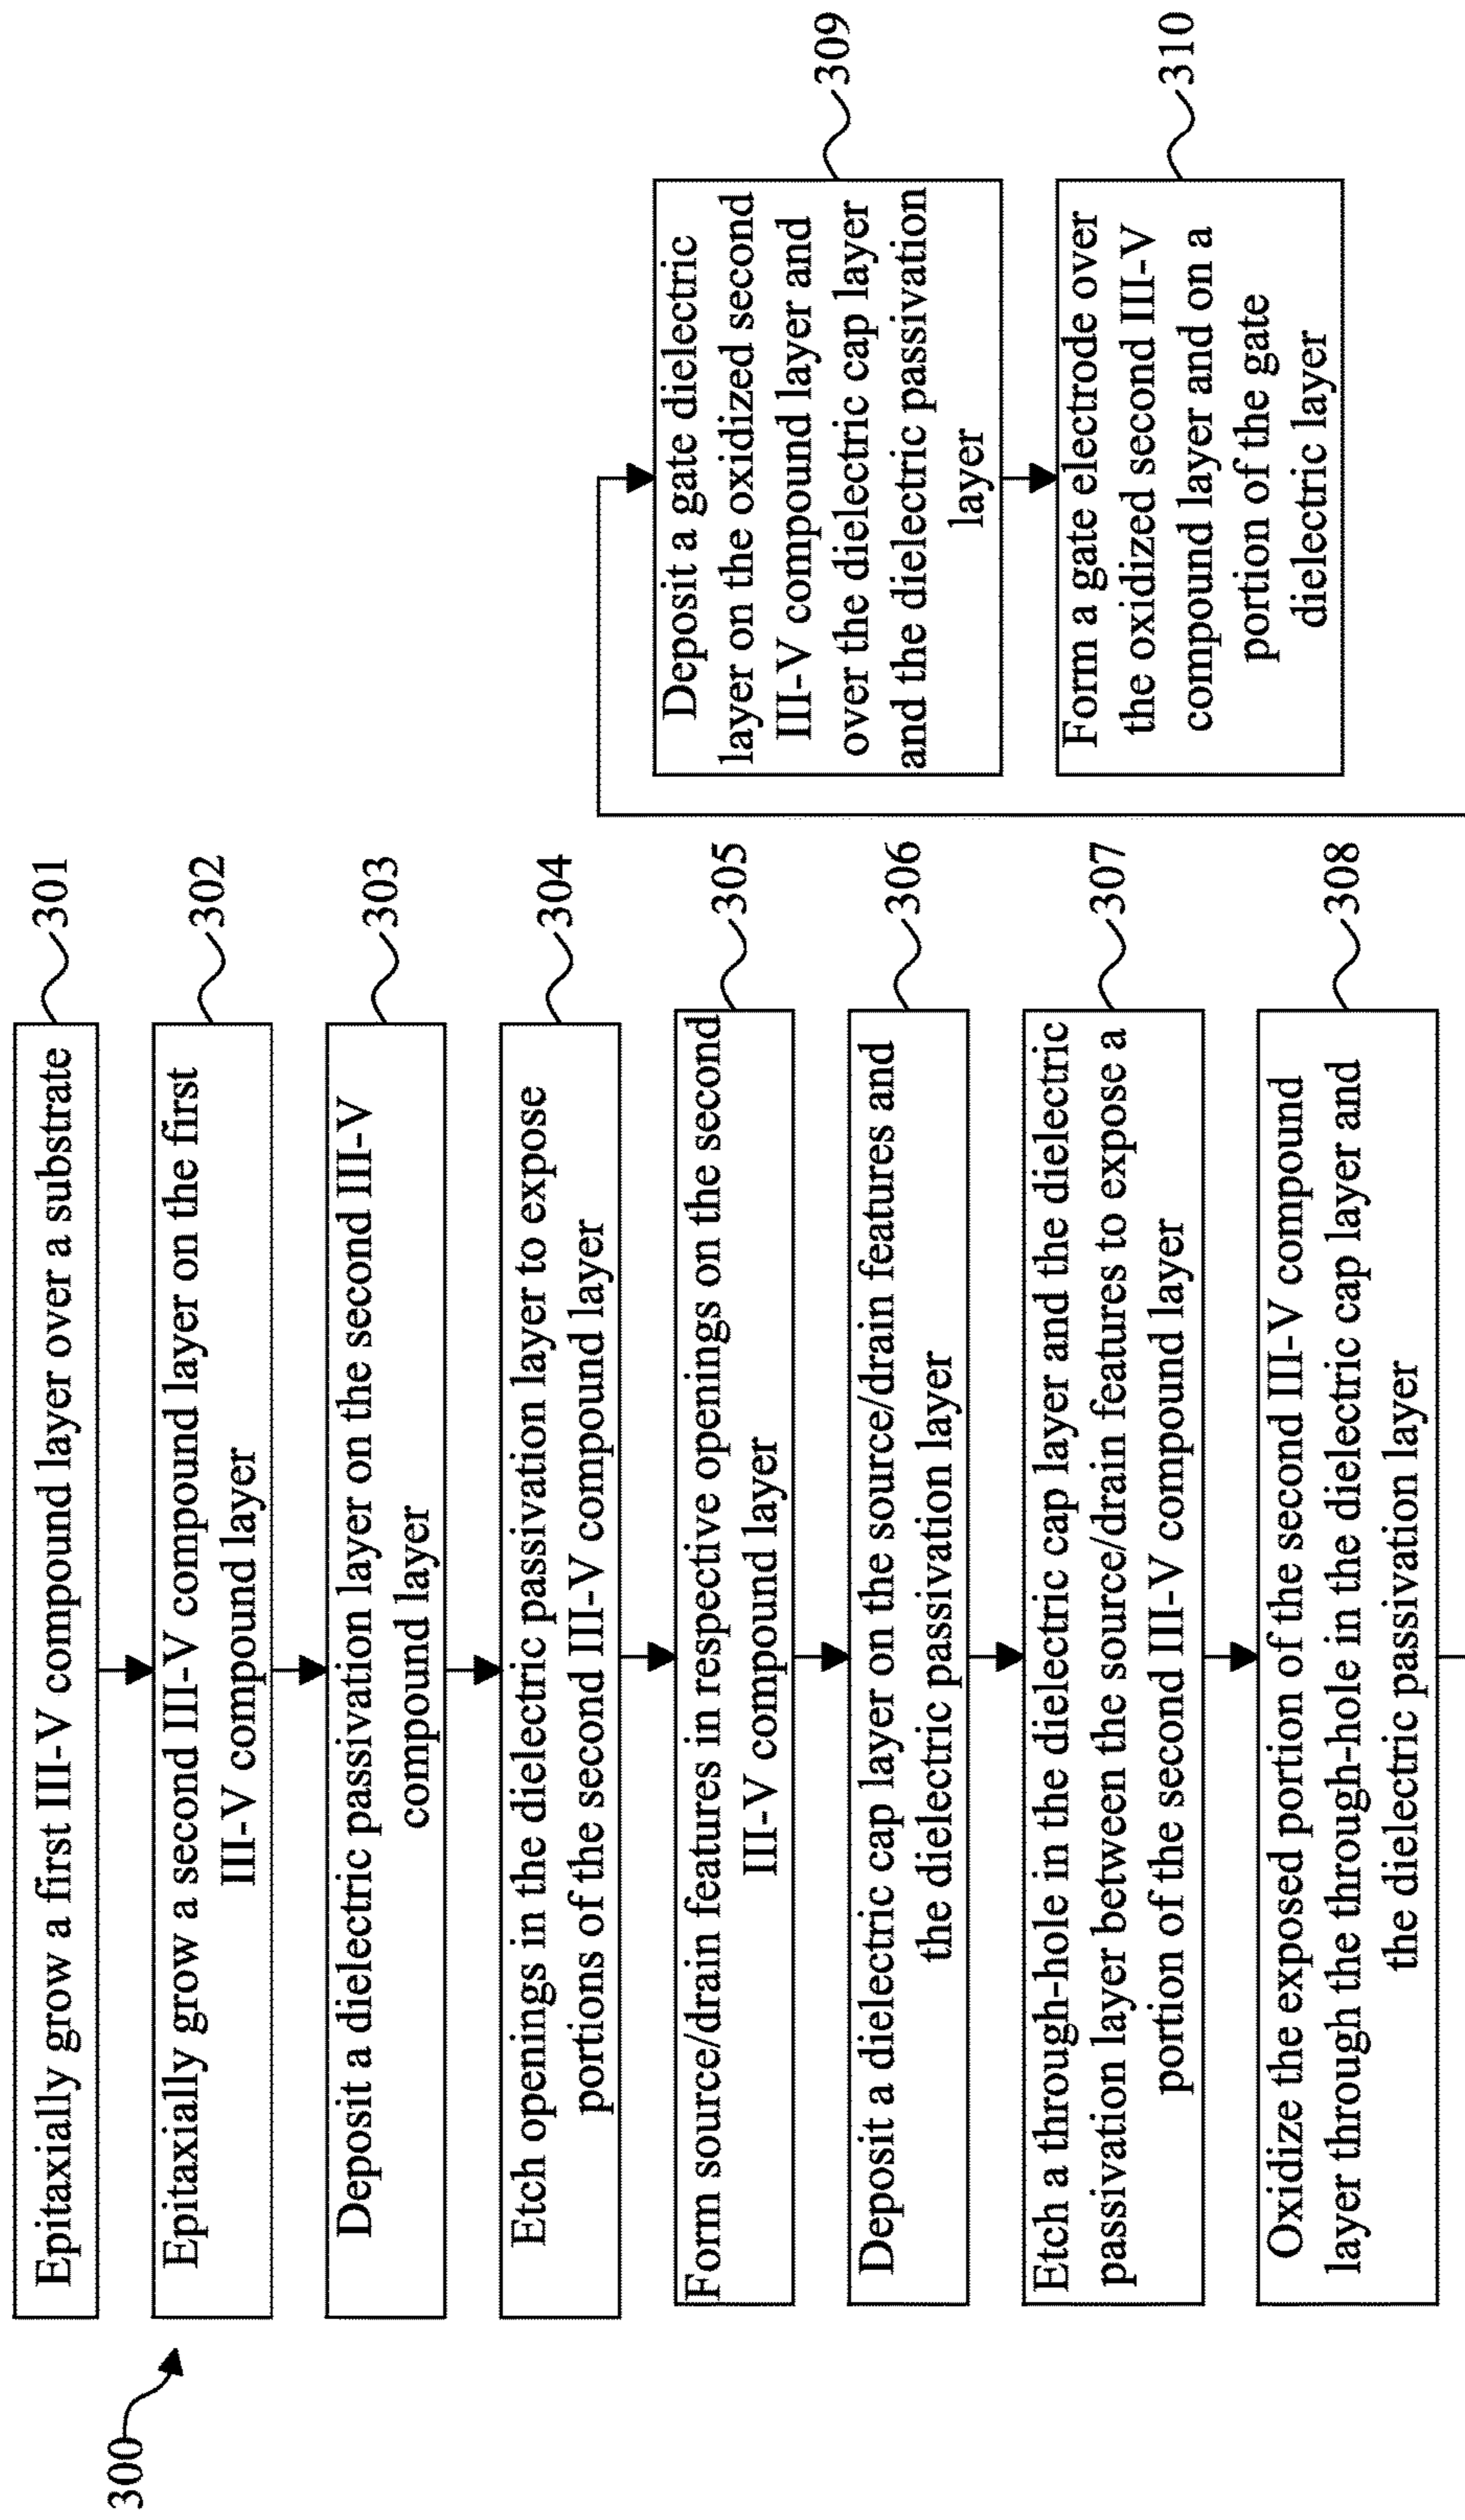 300
Epitaxially grow a first III-V compound layer over a substrate
301
Epitaxially grow a second III-V compound layer on the first
III-V compound layer
302
Deposit a dielectric passivation layer on the second III-V
compound layer
303
Etch openings in the dielectric passivation layer to expose
portions of the second III-V compound layer
304
Form source/drain features in respective openings on the second
III-V compound layer
305
Deposit a dielectric cap layer on the source/drain features and
the dielectric passivation layer
306
Etch a through-hole in the dielectric cap layer and the dielectric
passivation layer between the source/drain features to expose a
portion of the second III-V compound layer
307
Oxidize the exposed portion of the second III-V compound
layer through the through-hole in the dielectric cap layer and
the dielectric passivation layer
308
Deposit a gate dielectric
layer on the oxidized second
III-V compound layer and
over the dielectric cap layer
and the dielectric passivation
layer
309
Form a gate electrode over
the oxidized second III-V
compound layer and on a
portion of the gate
dielectric layer
310